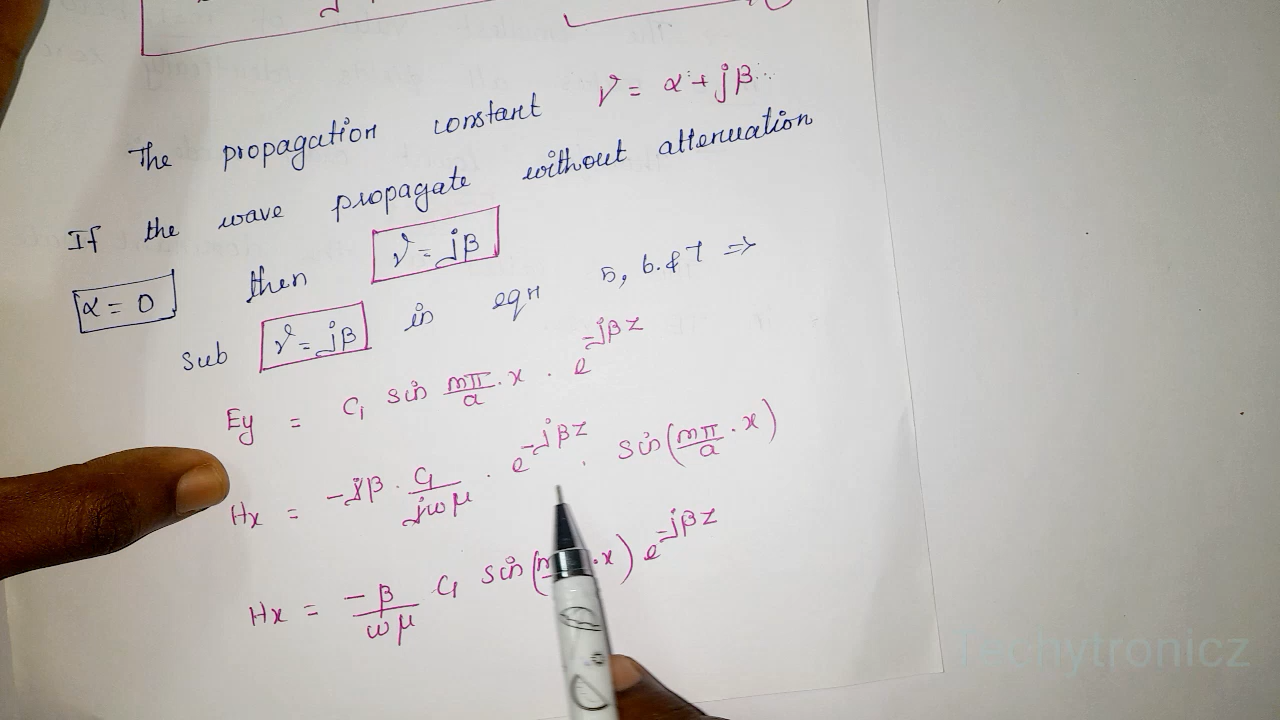 The propagation constant γ = α + jβ
If the wave propagate without attenuation
α = 0 then γ = jβ
Sub γ = jβ in eqn 5, 6 & 7 ⇒
Ey = C₁ sin mπ/a · x · e^-jβz
Hx = -jβ · C₁/jωμ · e^-jβz · sin(mπ/a · x)
Hx = -β/ωμ C₁ sin( · x) e^-jβz
Techytronicz